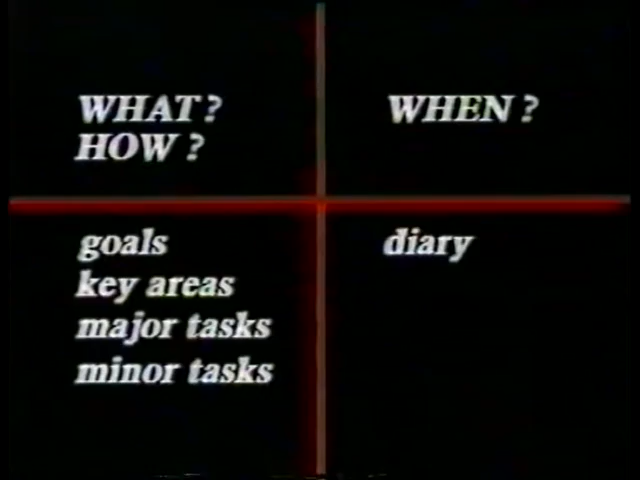 WHAT?
HOW?
WHEN?
goals
key areas
major tasks
minor tasks
diary